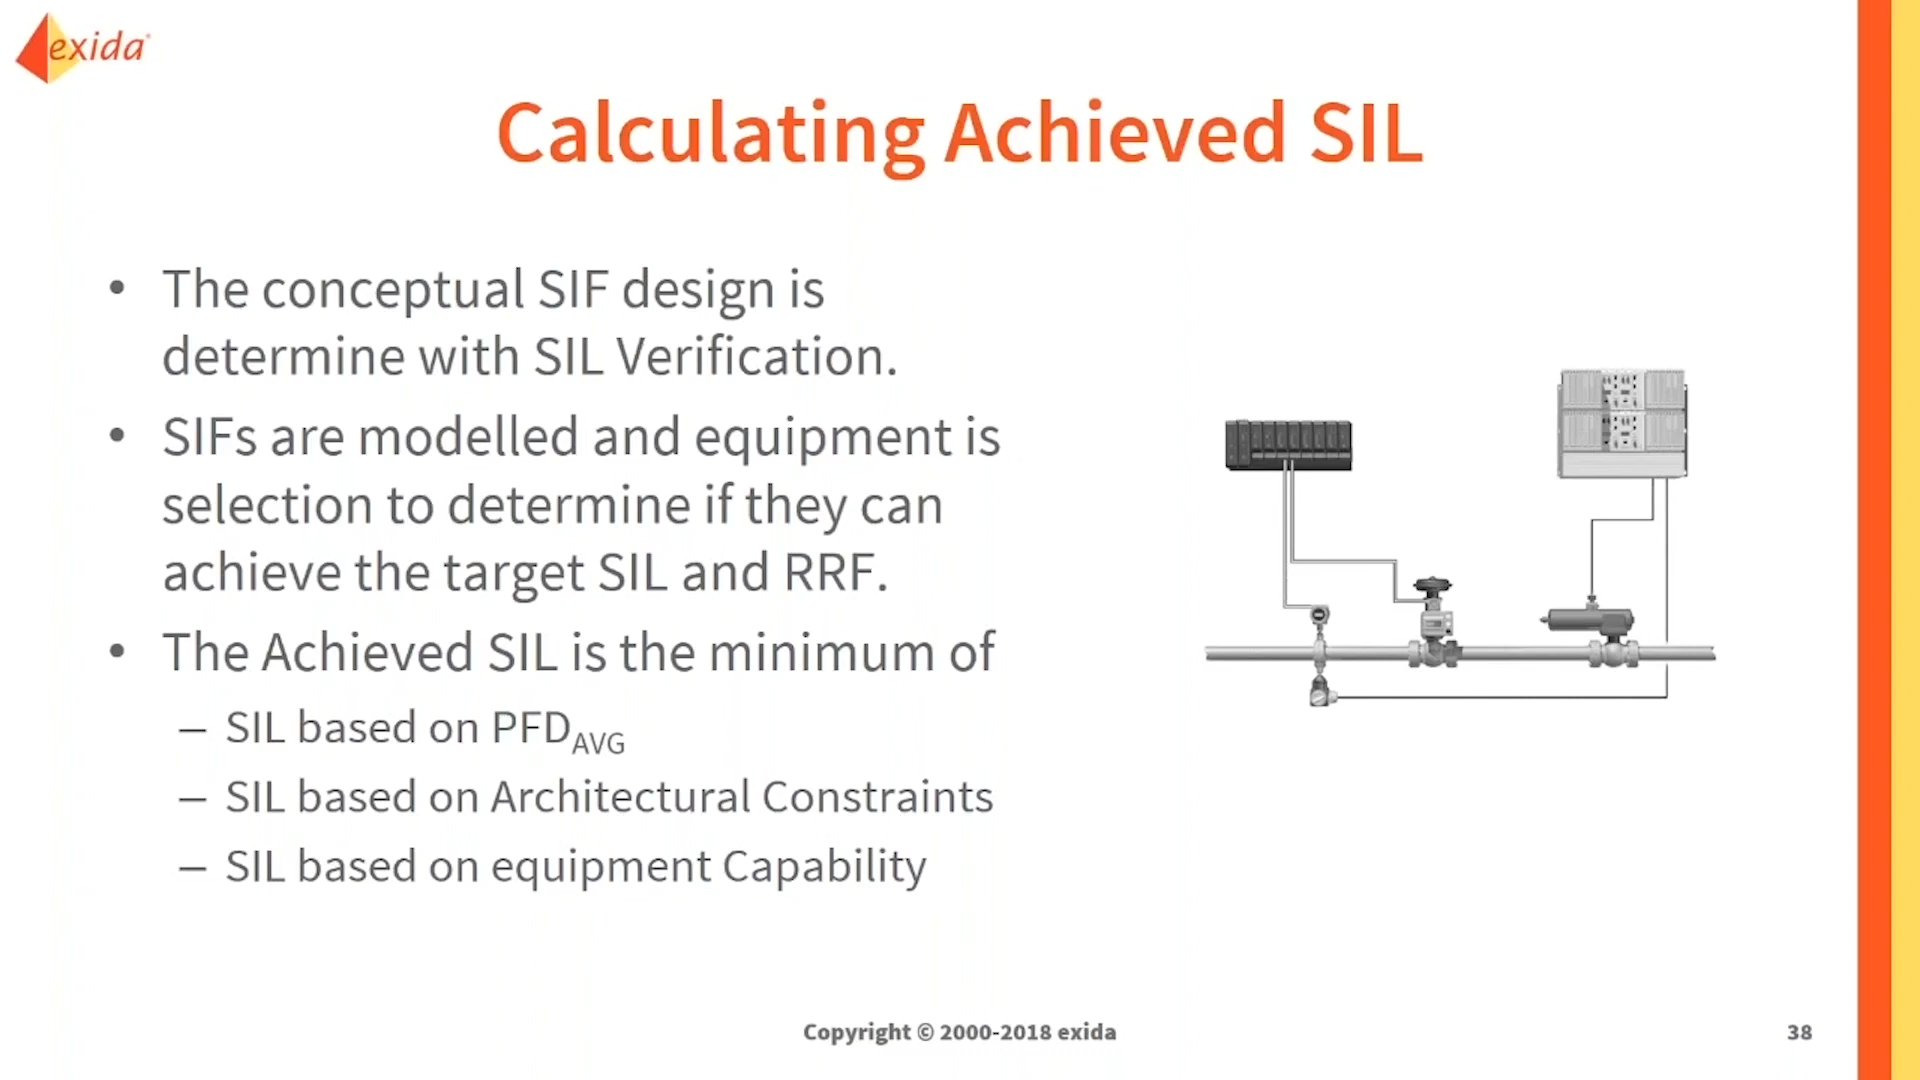 exida
Calculating Achieved SIL
• The conceptual SIF design is
determine with SIL Verification.
• SIFs are modelled and equipment is
selection to determine if they can
achieve the target SIL and RRF.
• The Achieved SIL is the minimum of
– SIL based on PFDAVG
– SIL based on Architectural Constraints
– SIL based on equipment Capability
Copyright © 2000-2018 exida
38